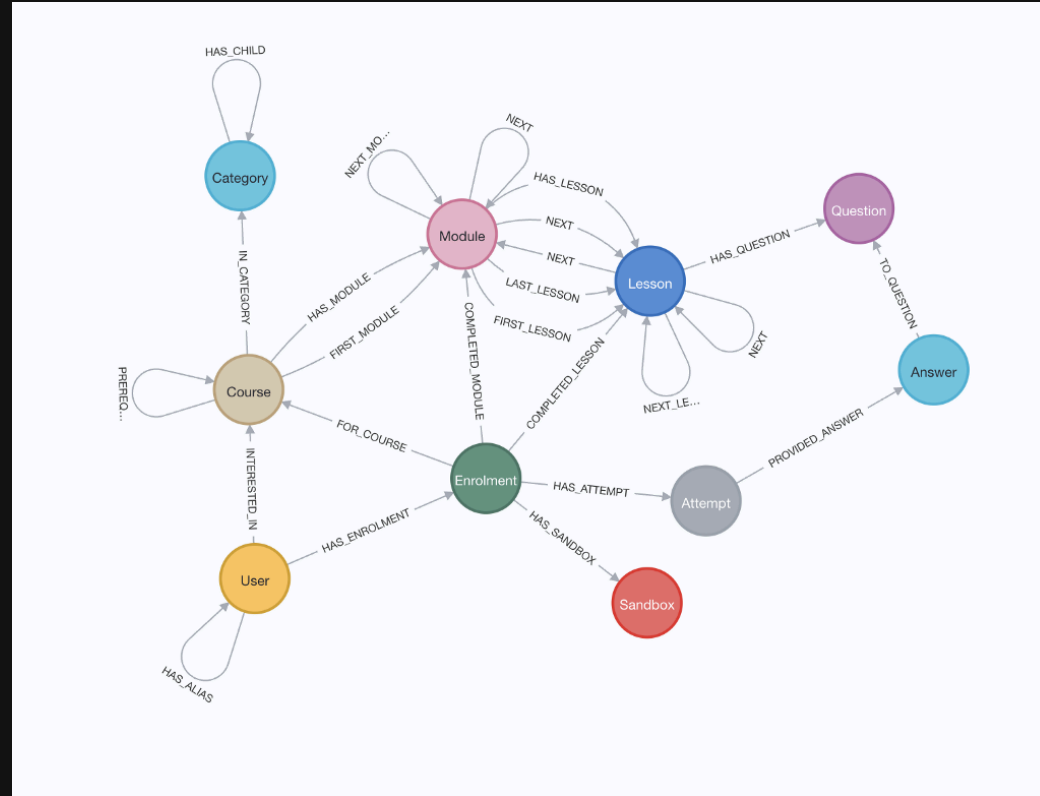 HAS_CHILD
Category
IN_CATEGORY
NEXT_MO...
NEXT
HAS_LESSON
Module
NEXT
NEXT
LAST_LESSON
FIRST_LESSON
Lesson
HAS_QUESTION
Question
TO_QUESTION
Answer
NEXT
NEXT_LE...
HAS_MODULE
FIRST_MODULE
COMPLETED_MODULE
COMPLETED_LESSON
PREREQ...
Course
FOR_COURSE
INTERESTED_IN
Enrolment
HAS_ATTEMPT
Attempt
PROVIDED_ANSWER
HAS_ENROLMENT
HAS_SANDBOX
User
Sandbox
HAS_ALIAS